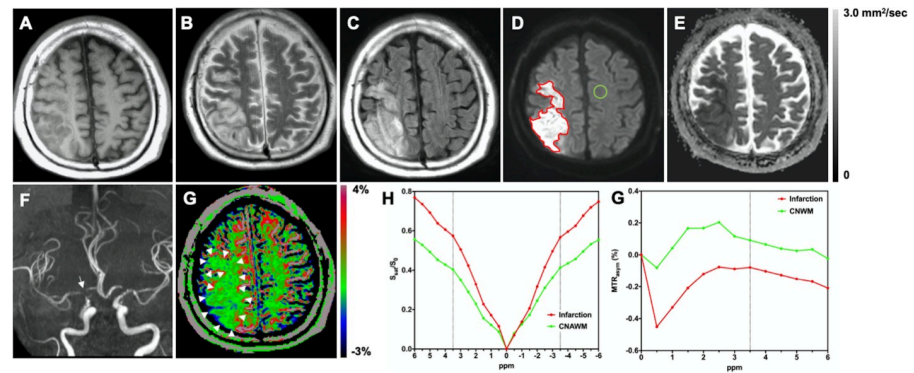 A
B
C
D
E
3.0 mm²/sec
0
F
G
4%
-3%
H
S_sat/S_0
0.8
0.6
0.4
0.2
0.0
Infarction
CNAWM
6 5 4 3 2 1 0 -1 -2 -3 -4 -5 -6
ppm
G
MTR_asym (%)
0.4
0.2
0.0
-0.2
-0.4
-0.6
Infarction
CNWM
0 1 2 3 4 5 6
ppm